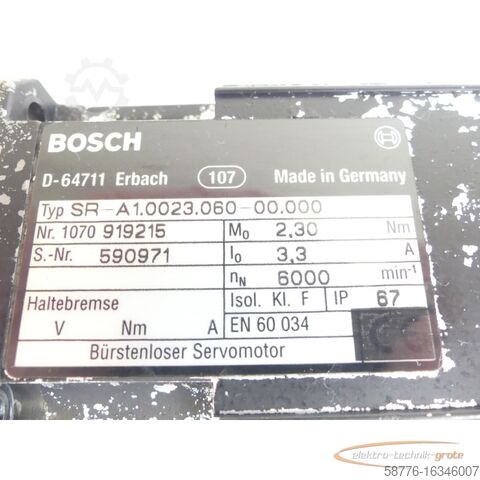 BOSCH
D-64711 Erbach 107 Made in Germany
Typ SR-A1.0023.060-00.000
Nr. 1070 919215 M0 2,30 Nm
S.-Nr. 590971 I0 3,3 A
nN 6000 min-1
Haltebremse Isol. Kl. F IP 67
V Nm A EN 60 034
Bürstenloser Servomotor
elektro-technik-grote
58776-16346007